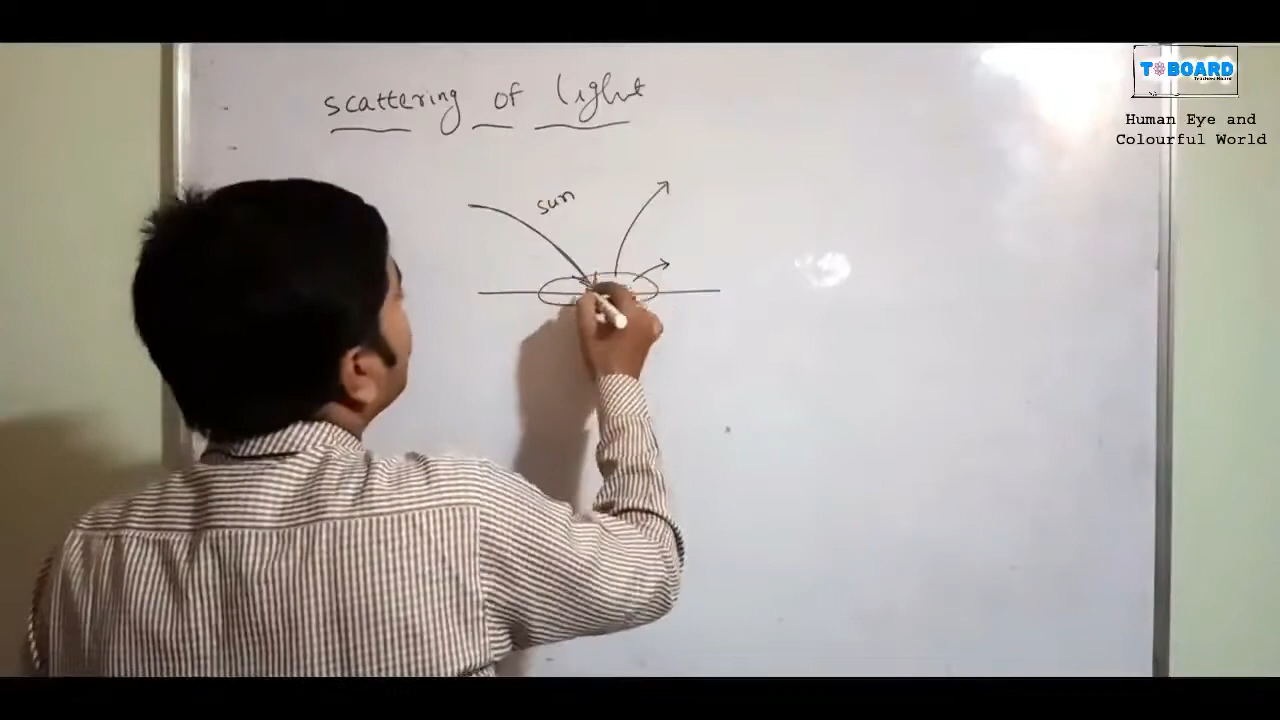 scattering of light
sun
T BOARD
Human Eye and
Colourful World